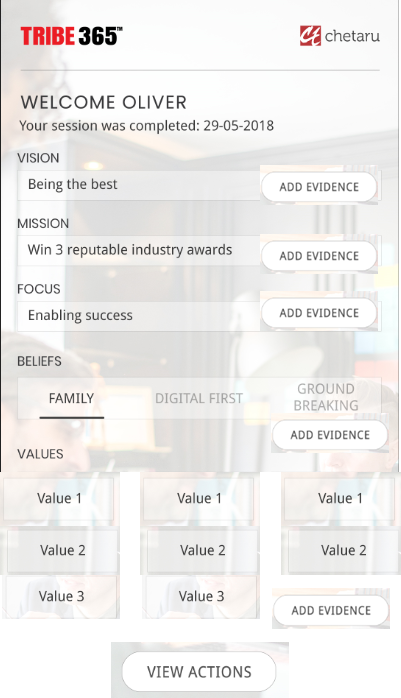 TRIBE 365™ chetaru
WELCOME OLIVER
Your session was completed: 29-05-2018
VISION
Being the best ADD EVIDENCE
MISSION
Win 3 reputable industry awards ADD EVIDENCE
FOCUS
Enabling success ADD EVIDENCE
BELIEFS
FAMILY DIGITAL FIRST GROUND
BREAKING
ADD EVIDENCE
VALUES
Value 1 Value 1 Value 1
Value 2 Value 2 Value 2
Value 3 Value 3 ADD EVIDENCE
VIEW ACTIONS